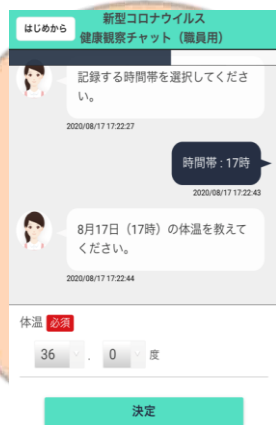 はじめから
新型コロナウイルス
健康観察チャット（職員用）
記録する時間帯を選択してくださ
い。
2020/08/17 17:22:27
時間帯 : 17時
2020/08/17 17:22:43
8月17日（17時）の体温を教えて
ください。
2020/08/17 17:22:44
体温 必須
36 . 0 度
決定